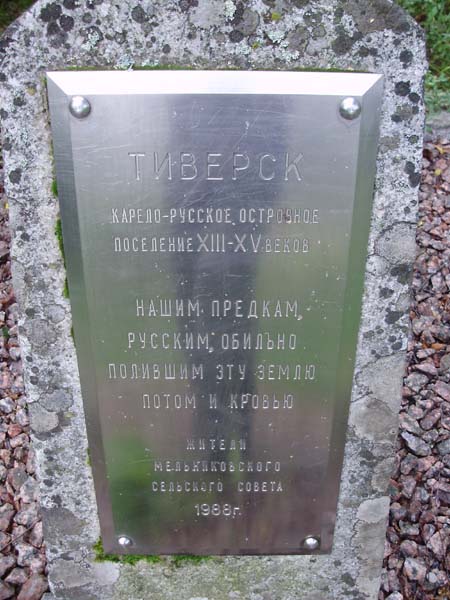 ТИВЕРСК
КАРЕЛО-РУССКОЕ ОСТРОВНОЕ
ПОСЕЛЕНИЕ XIII-XV ВЕКОВ
НАШИМ ПРЕДКАМ,
РУССКИМ, ОБИЛЬНО
ПОЛИВШИМ ЭТУ ЗЕМЛЮ
ПОТОМ И КРОВЬЮ
ЖИТЕЛИ
МЕЛЬНИКОВСКОГО
СЕЛЬСКОГО СОВЕТА
1988г.